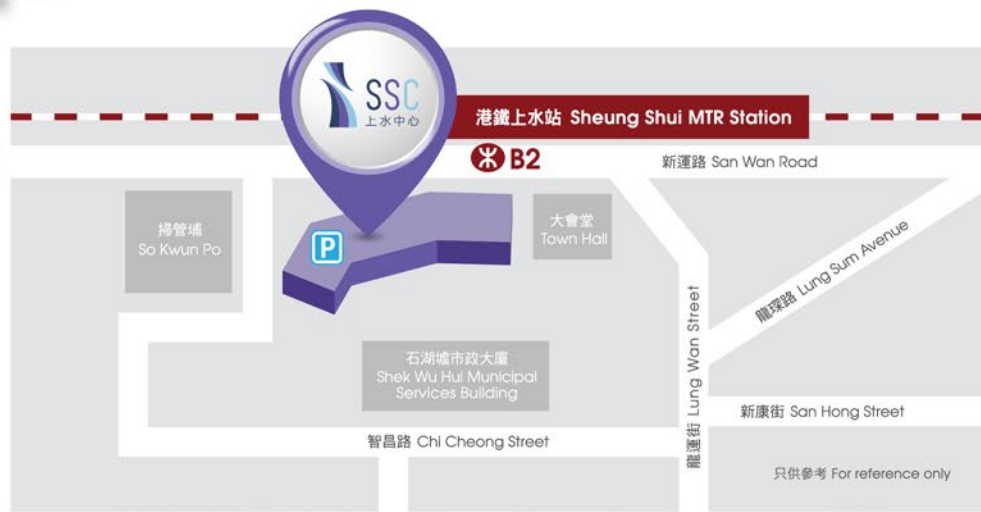 SSC
上水中心
港鐵上水站 Sheung Shui MTR Station
B2
新運路 San Wan Road
掃管埔
So Kwun Po
P
大會堂
Town Hall
龍琛路 Lung Sum Avenue
龍運街 Lung Wan Street
石湖墟市政大廈
Shek Wu Hui Municipal
Services Building
新康街 San Hong Street
智昌路 Chi Cheong Street
只供參考 For reference only